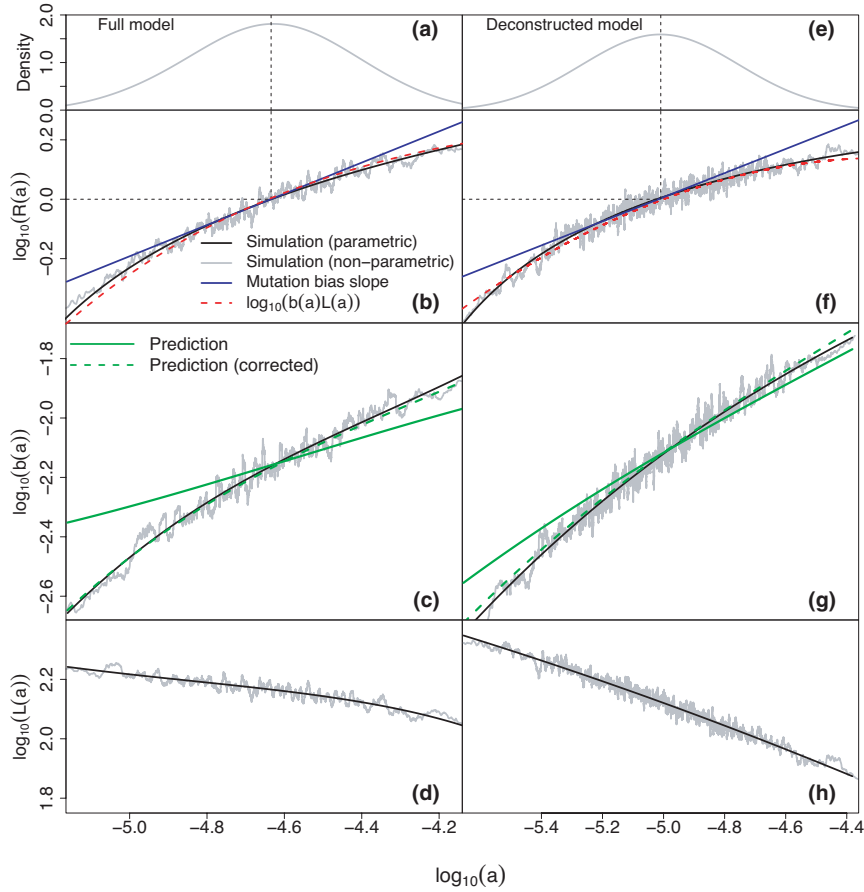 Full model
(a)
Deconstructed model
(e)
Density
0.0 1.0 2.0
log₁₀(R(a))
−0.2 0.0 0.2
Simulation (parametric)
Simulation (non−parametric)
Mutation bias slope
log₁₀(b(a)L(a))
(b)
(f)
log₁₀(b(a))
−2.6 −2.4 −2.2 −2.0 −1.8
Prediction
Prediction (corrected)
(c)
(g)
log₁₀(L(a))
1.8 2.0 2.2
(d)
(h)
−5.0 −4.8 −4.6 −4.4 −4.2
−5.4 −5.2 −5.0 −4.8 −4.6 −4.4
log₁₀(a)